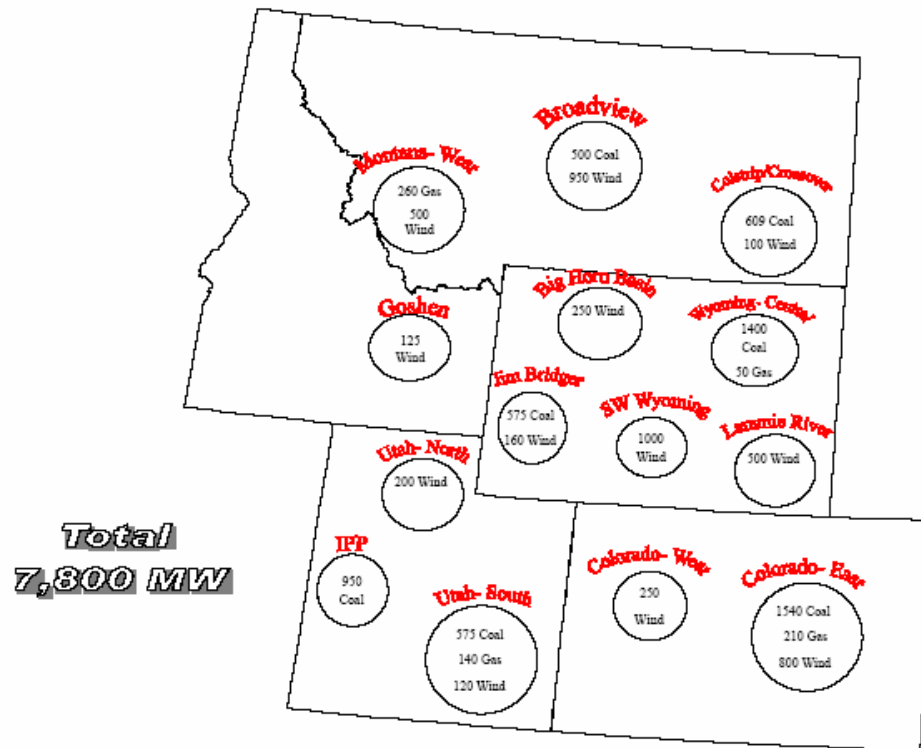 Broadview
500 Coal
950 Wind
Montana- West
260 Gas
500
Wind
Colstrip/Crossover
609 Coal
100 Wind
Big Horn Basin
250 Wind
Wyoming- Central
1400
Coal
50 Gas
Goshen
125
Wind
Jim Bridger
575 Coal
160 Wind
SW Wyoming
1000
Wind
Laramie River
500 Wind
Utah- North
200 Wind
Total
7,800 MW
IPP
950
Coal
Utah- South
575 Coal
140 Gas
120 Wind
Colorado- West
250
Wind
Colorado- East
1540 Coal
210 Gas
800 Wind